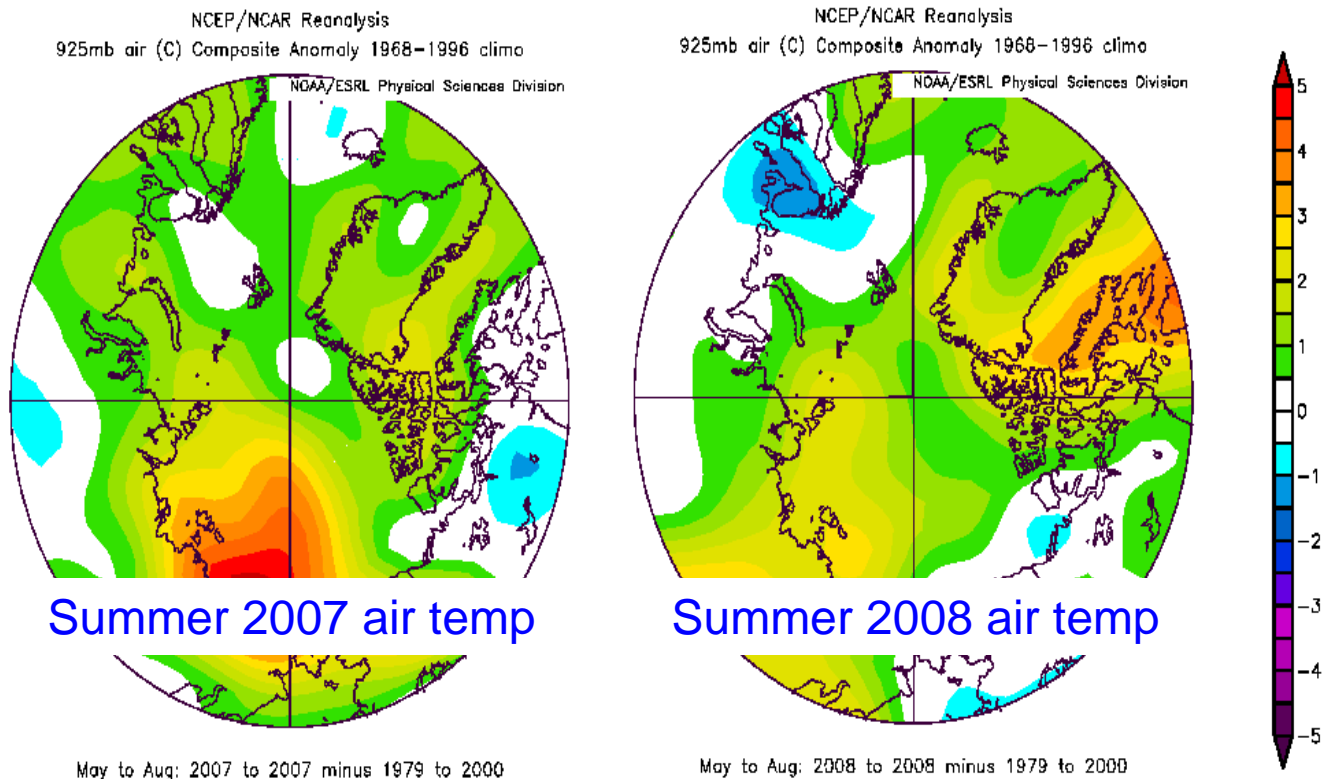 NCEP/NCAR Reanalysis
925mb air (C) Composite Anomaly 1968-1996 climo
NOAA/ESRL Physical Sciences Division
Summer 2007 air temp
May to Aug: 2007 to 2007 minus 1979 to 2000
NCEP/NCAR Reanalysis
925mb air (C) Composite Anomaly 1968-1996 climo
NOAA/ESRL Physical Sciences Division
Summer 2008 air temp
May to Aug: 2008 to 2008 minus 1979 to 2000
5
4
3
2
1
0
-1
-2
-3
-4
-5